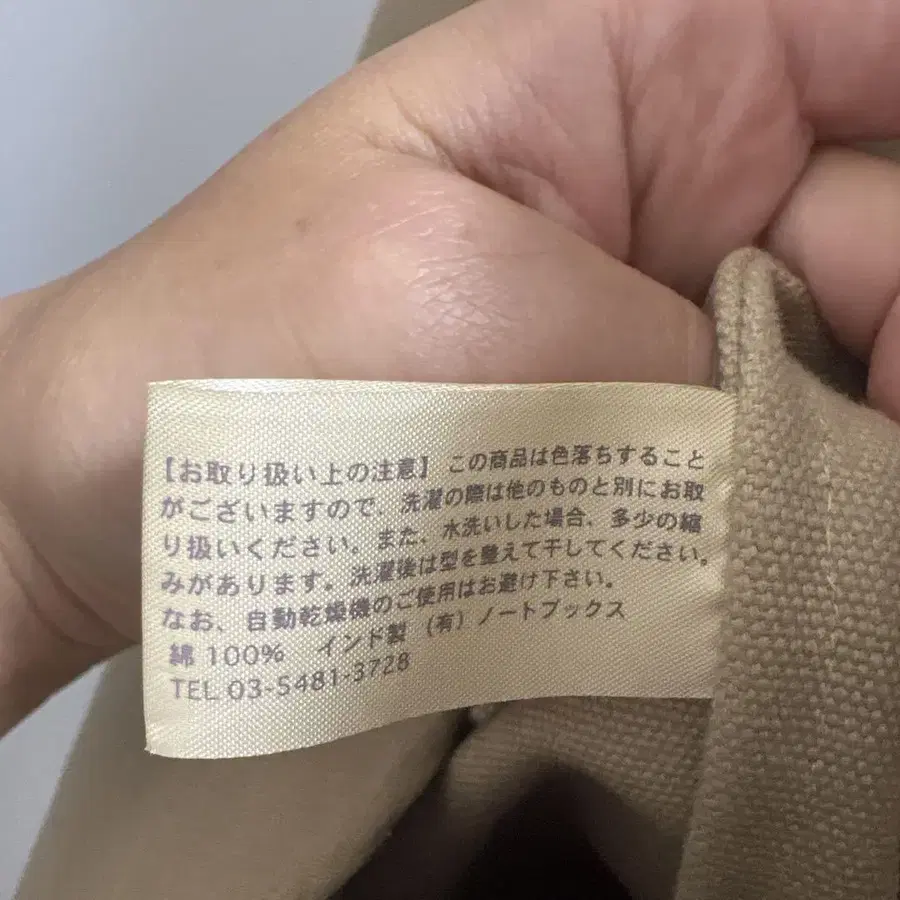 【お取り扱い上の注意】この商品は色落ちすること
がございますので、洗濯の際は他のものと別にお取
り扱いください。また、水洗いした場合、多少の縮
みがあります。洗濯後は型を整えて干してください。
なお、自動乾燥機のご使用はお避け下さい。
綿 100% インド製 (有)ノートブックス
TEL 03-5481-3728